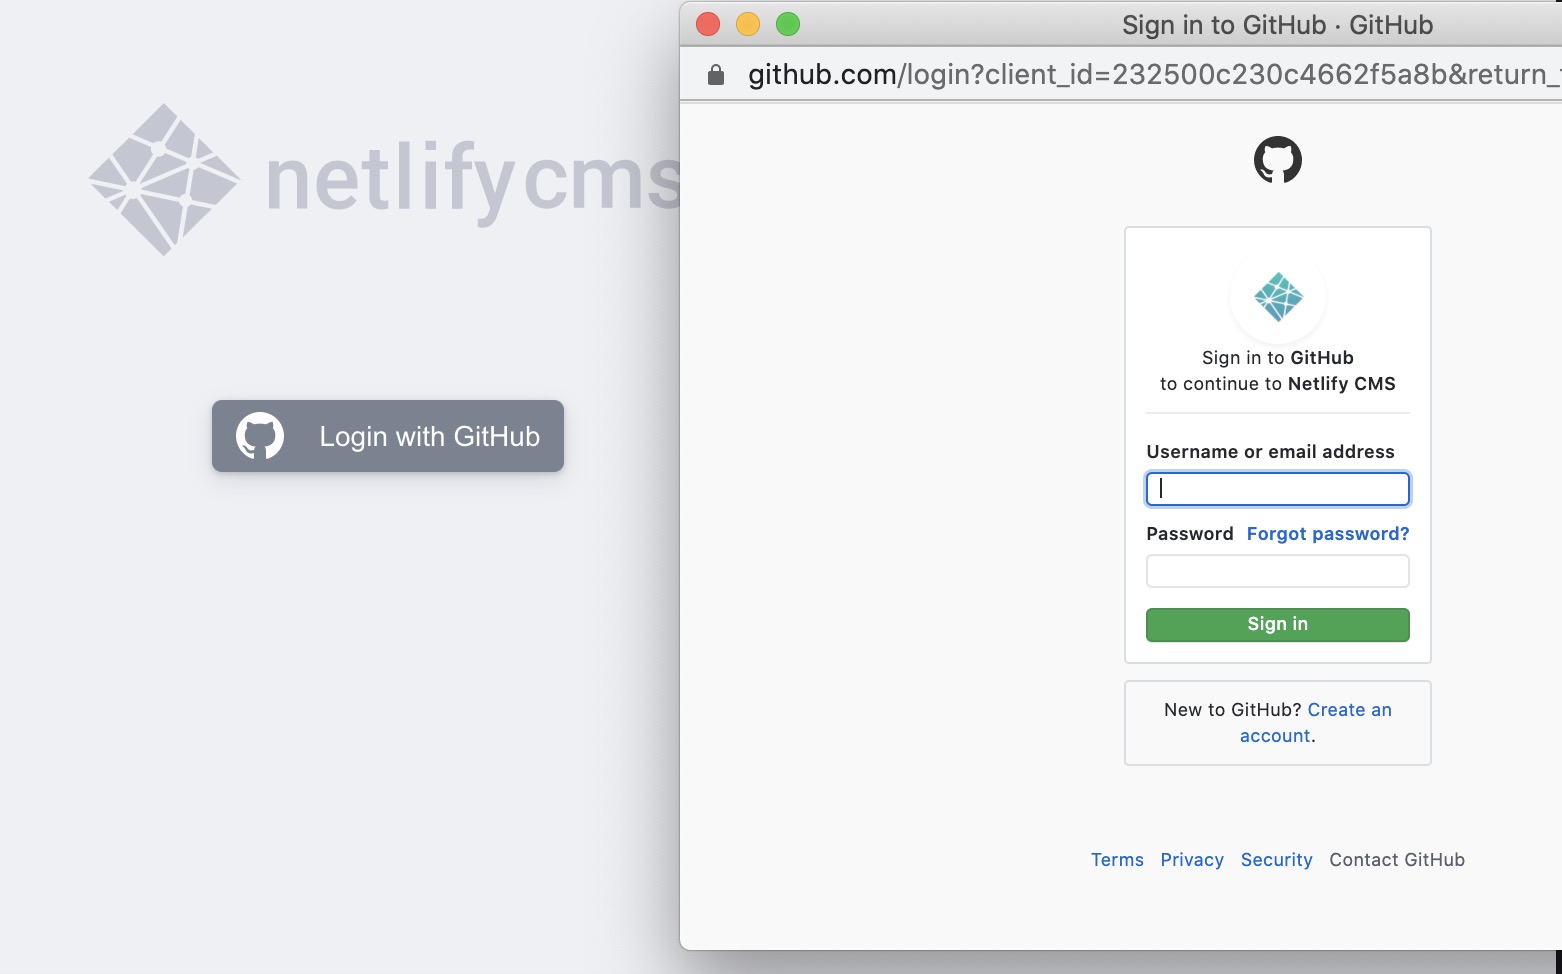 netlifycms
Login with GitHub
Sign in to GitHub · GitHub
github.com/login?client_id=232500c230c4662f5a8b&return_
Sign in to GitHub
to continue to Netlify CMS
Username or email address
Password Forgot password?
Sign in
New to GitHub? Create an
account.
Terms Privacy Security Contact GitHub